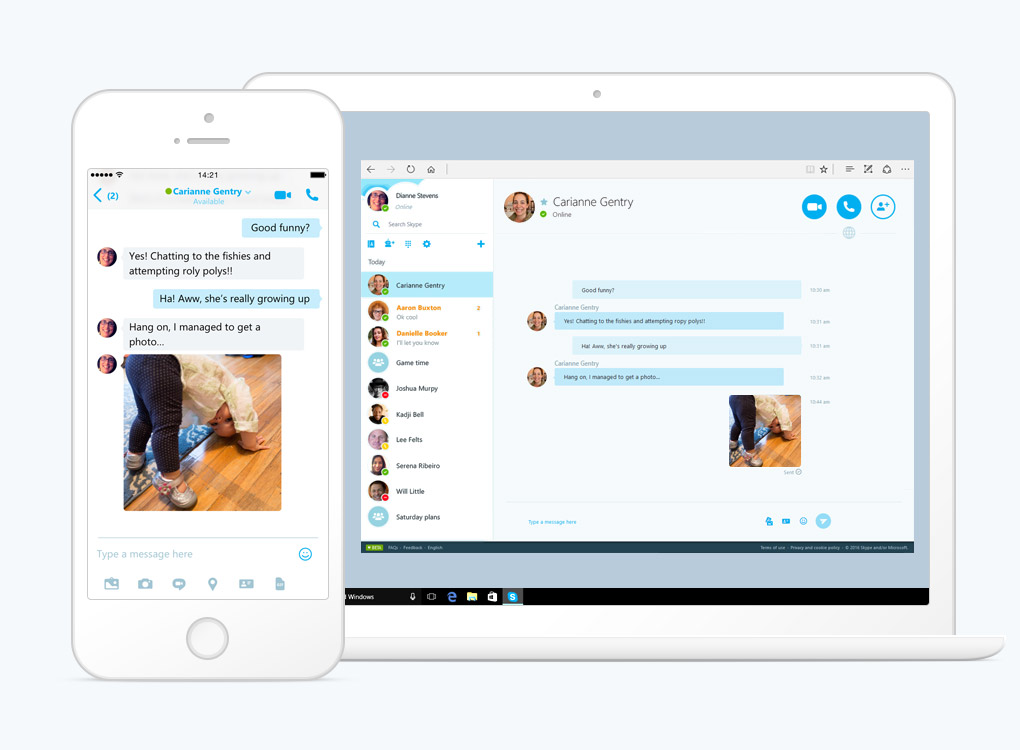 14:21
(2)
Carianne Gentry
Available
Good funny?
Yes! Chatting to the fishies and
attempting roly polys!!
Ha! Aww, she's really growing up
Hang on, I managed to get a
photo...
Type a message here
Dianne Stevens
Online
Search Skype
Today
Carianne Gentry
Aaron Buxton 2
Ok cool
Danielle Booker 1
I'll let you know
Game time
Joshua Murpy
Kadji Bell
Lee Felts
Serena Ribeiro
Will Little
Saturday plans
Carianne Gentry
Online
Good funny? 10:30 am
Carianne Gentry
Yes! Chatting to the fishies and attempting ropy polys!! 10:31 am
Ha! Aww, she's really growing up 10:31 am
Carianne Gentry
Hang on, I managed to get a photo... 10:32 am
10:44 am
Sent
Type a message here
BETA FAQs · Feedback · English
Terms of use · Privacy and cookie policy · © 2016 Skype and/or Microsoft.
Windows